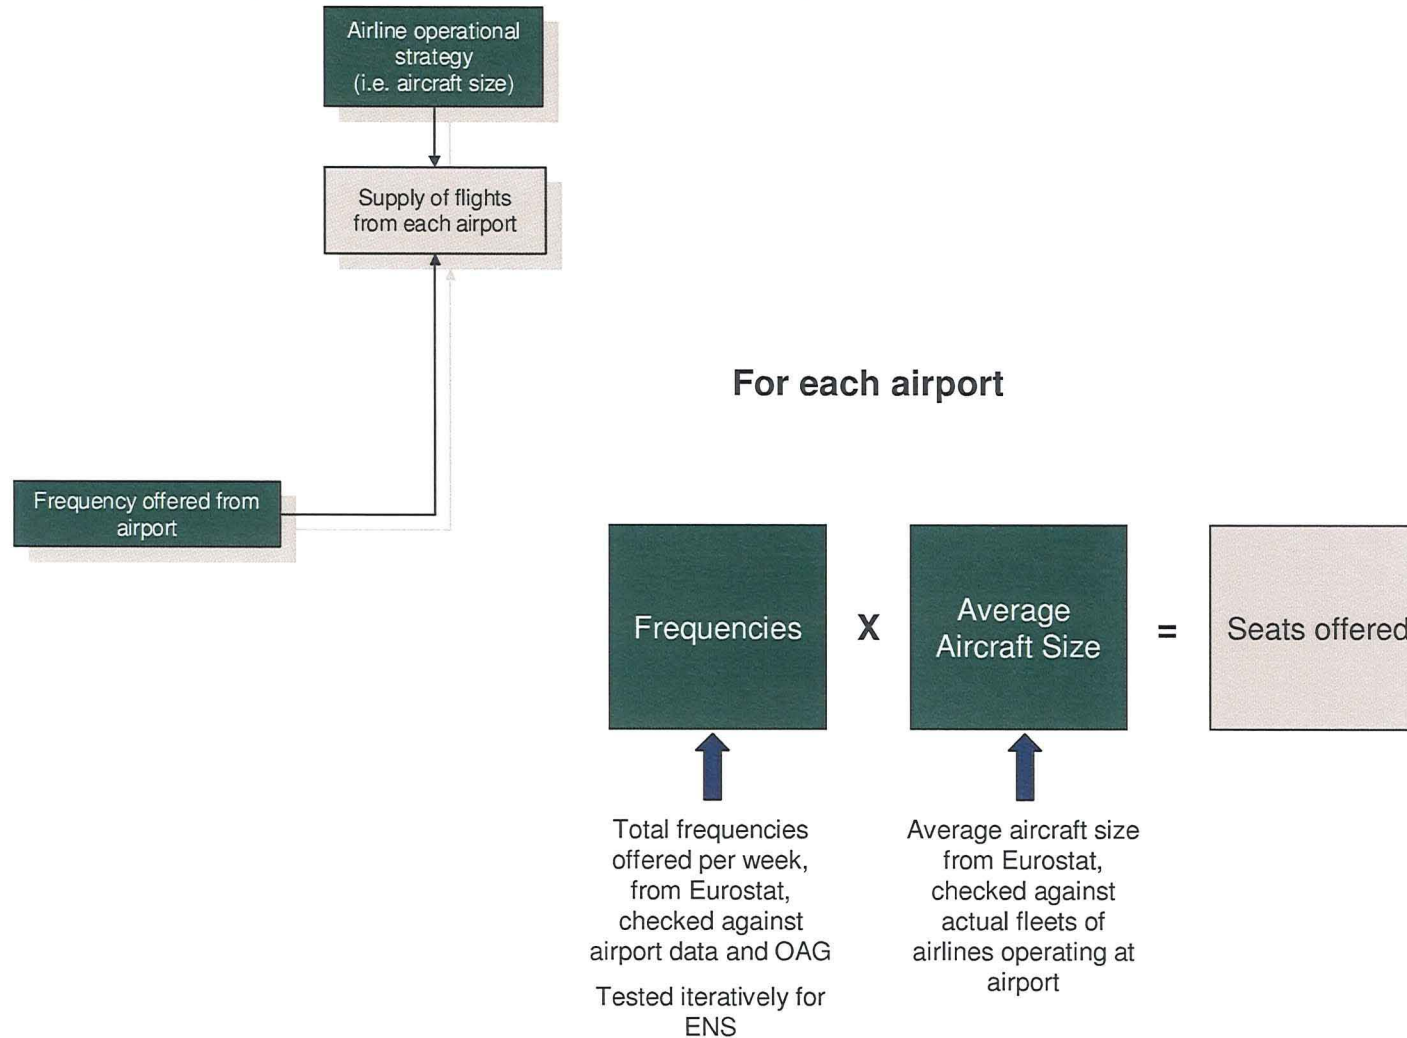 Airline operational
strategy
(i.e. aircraft size)
Supply of flights
from each airport
For each airport
Frequency offered from
airport
Frequencies
X
Average
Aircraft Size
=
Seats offered
Total frequencies
offered per week,
from Eurostat,
checked against
airport data and OAG
Tested iteratively for
ENS
Average aircraft size
from Eurostat,
checked against
actual fleets of
airlines operating at
airport